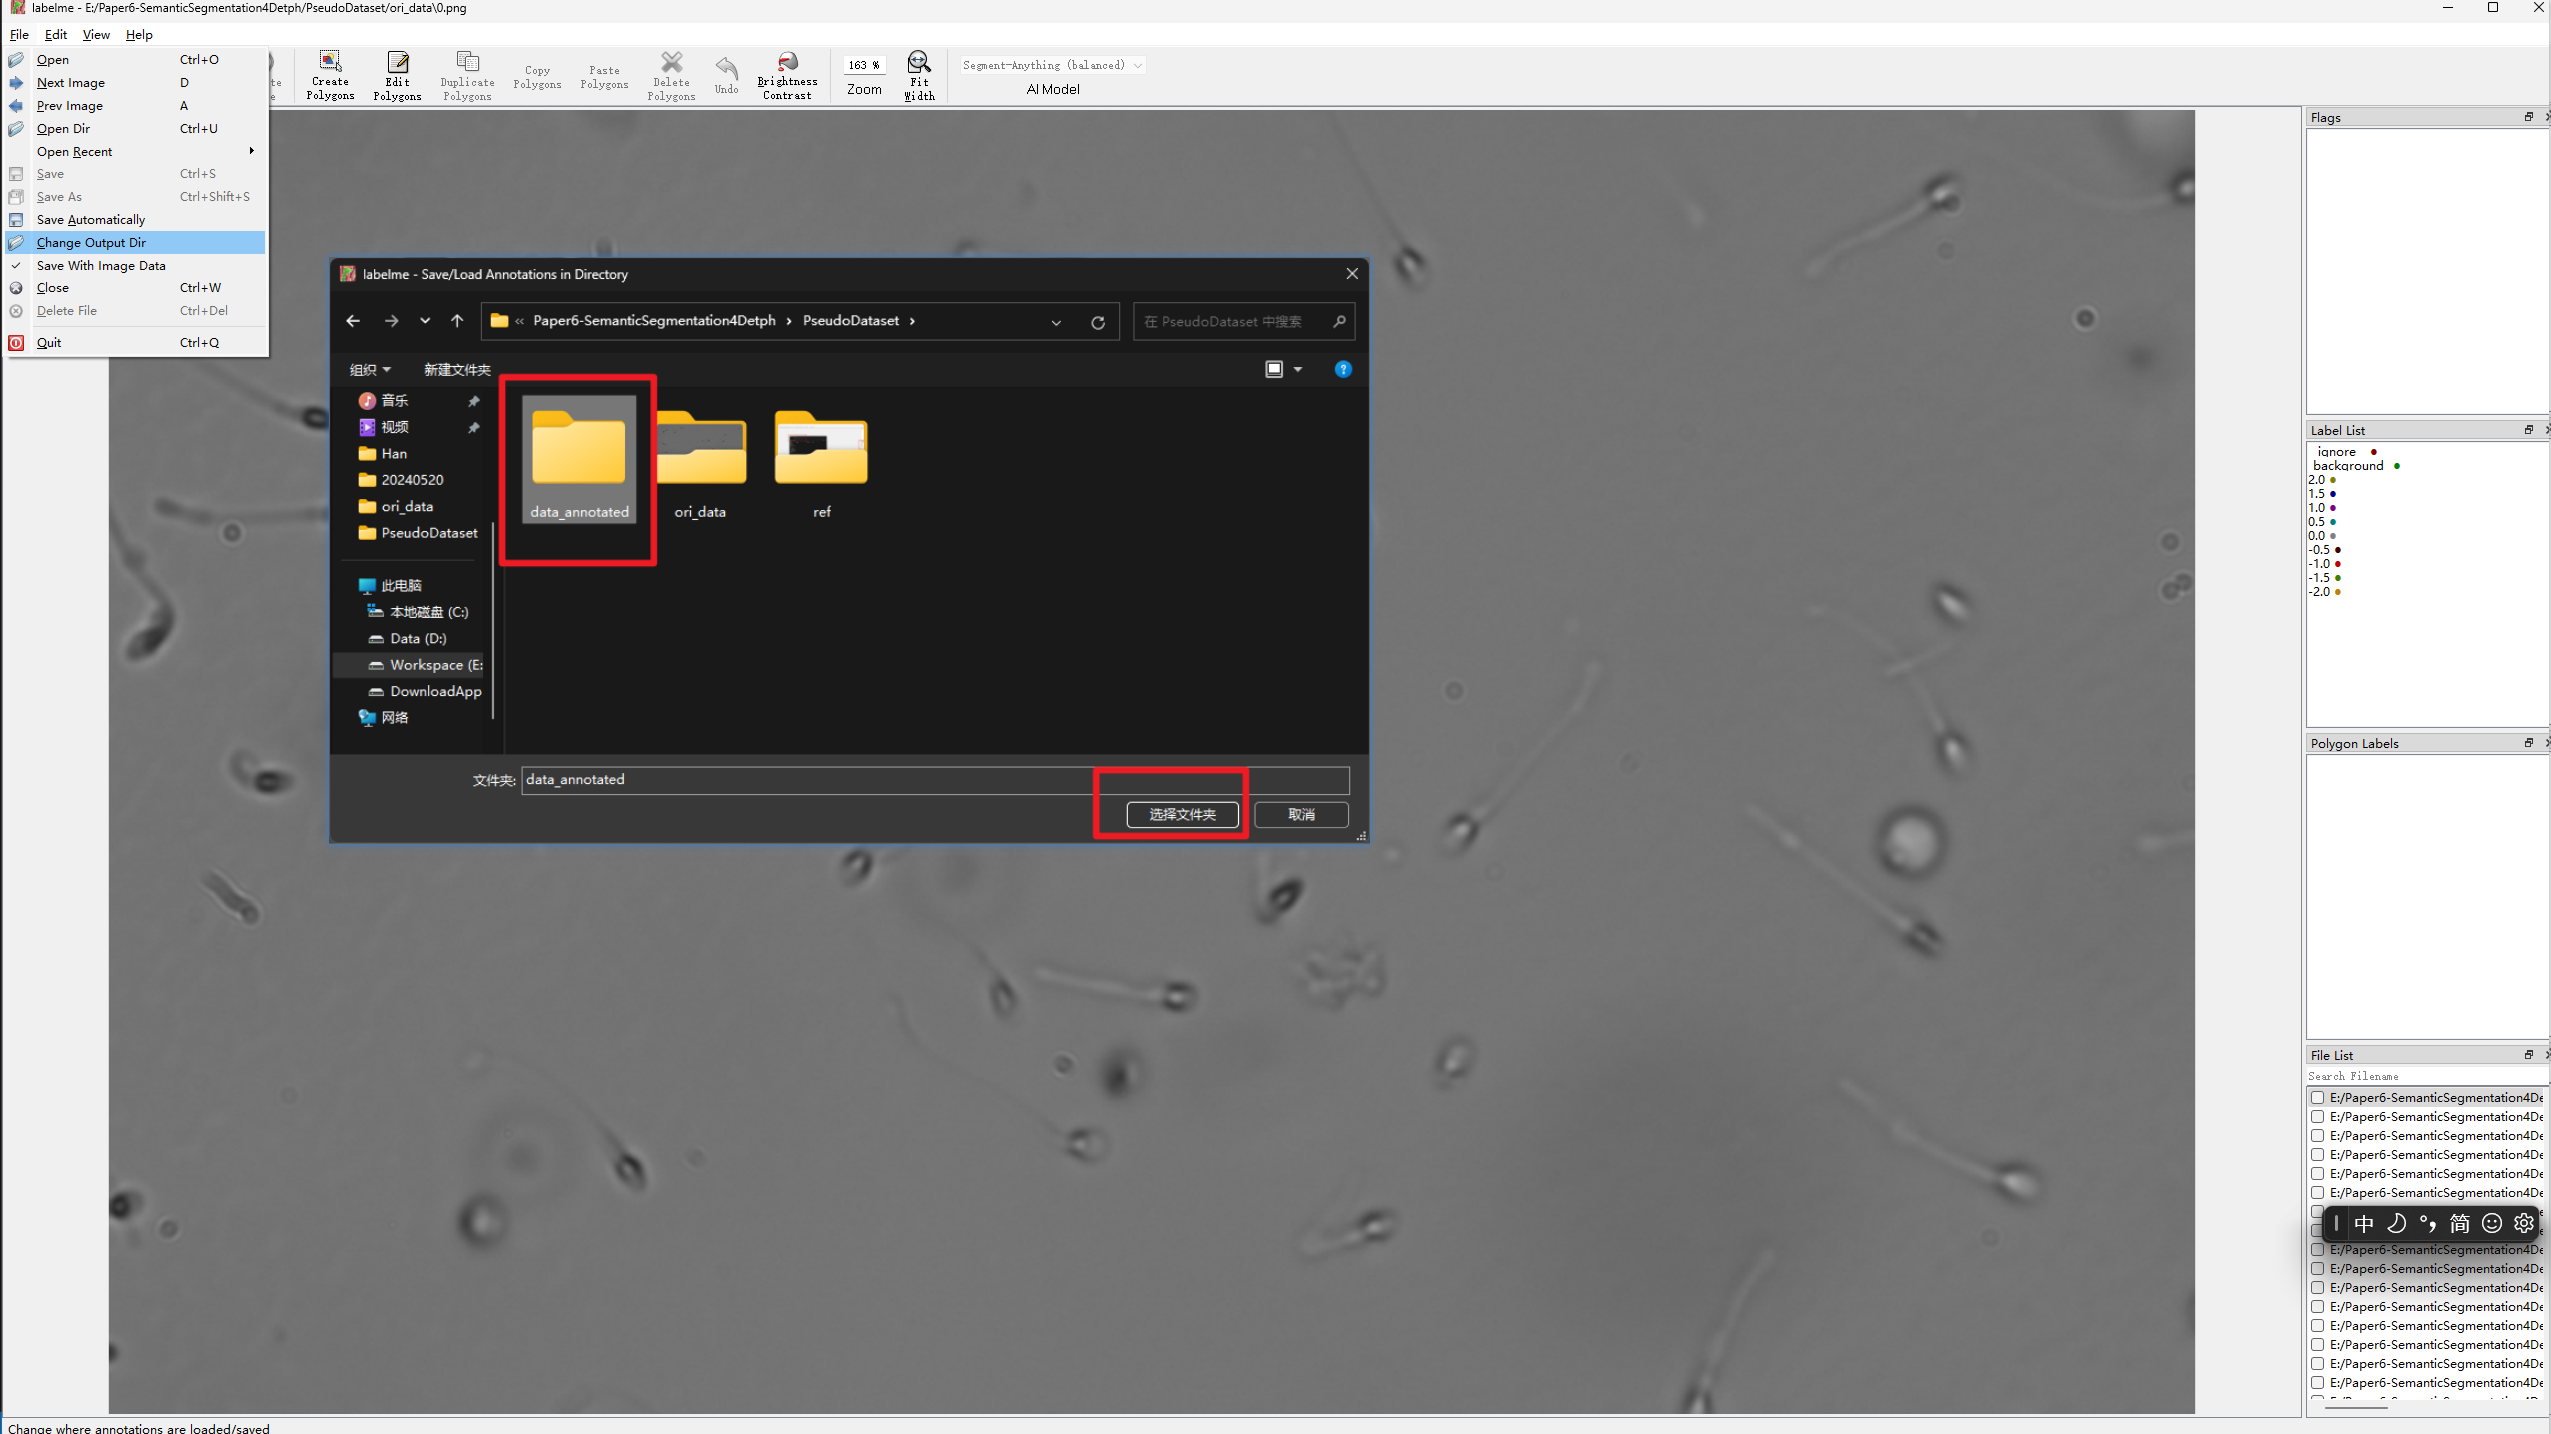 labelme - E:/Paper6-SemanticSegmentation4Detph/PseudoDataset/ori_data\0.png
File Edit View Help
Open Ctrl+O
Next Image D
Prev Image A
Open Dir Ctrl+U
Open Recent
Save Ctrl+S
Save As Ctrl+Shift+S
Save Automatically
Change Output Dir
Save With Image Data
Close Ctrl+W
Delete File Ctrl+Del
Quit Ctrl+Q
Create Polygons
Edit Polygons
Duplicate Polygons
Copy Polygons
Paste Polygons
Delete Polygons
Undo
Brightness Contrast
163 %
Zoom
Fit Width
Segment-Anything (balanced)
AI Model
labelme - Save/Load Annotations in Directory
« Paper6-SemanticSegmentation4Detph › PseudoDataset ›
在 PseudoDataset 中搜索
组织 新建文件夹
音乐
视频
Han
20240520
ori_data
PseudoDataset
此电脑
本地磁盘 (C:)
Data (D:)
Workspace (E:
DownloadApp
网络
data_annotated
ori_data
ref
文件夹: data_annotated
选择文件夹 取消
Flags
Label List
ignore
background
2.0
1.5
1.0
0.5
0.0
-0.5
-1.0
-1.5
-2.0
Polygon Labels
File List
Search Filename
E:/Paper6-SemanticSegmentation4De
E:/Paper6-SemanticSegmentation4De
E:/Paper6-SemanticSegmentation4De
E:/Paper6-SemanticSegmentation4De
E:/Paper6-SemanticSegmentation4De
E:/Paper6-SemanticSegmentation4De
中 简
E:/Paper6-SemanticSegmentation4De
E:/Paper6-SemanticSegmentation4De
E:/Paper6-SemanticSegmentation4De
E:/Paper6-SemanticSegmentation4De
E:/Paper6-SemanticSegmentation4De
E:/Paper6-SemanticSegmentation4De
E:/Paper6-SemanticSegmentation4De
E:/Paper6-SemanticSegmentation4De
Change where annotations are loaded/saved